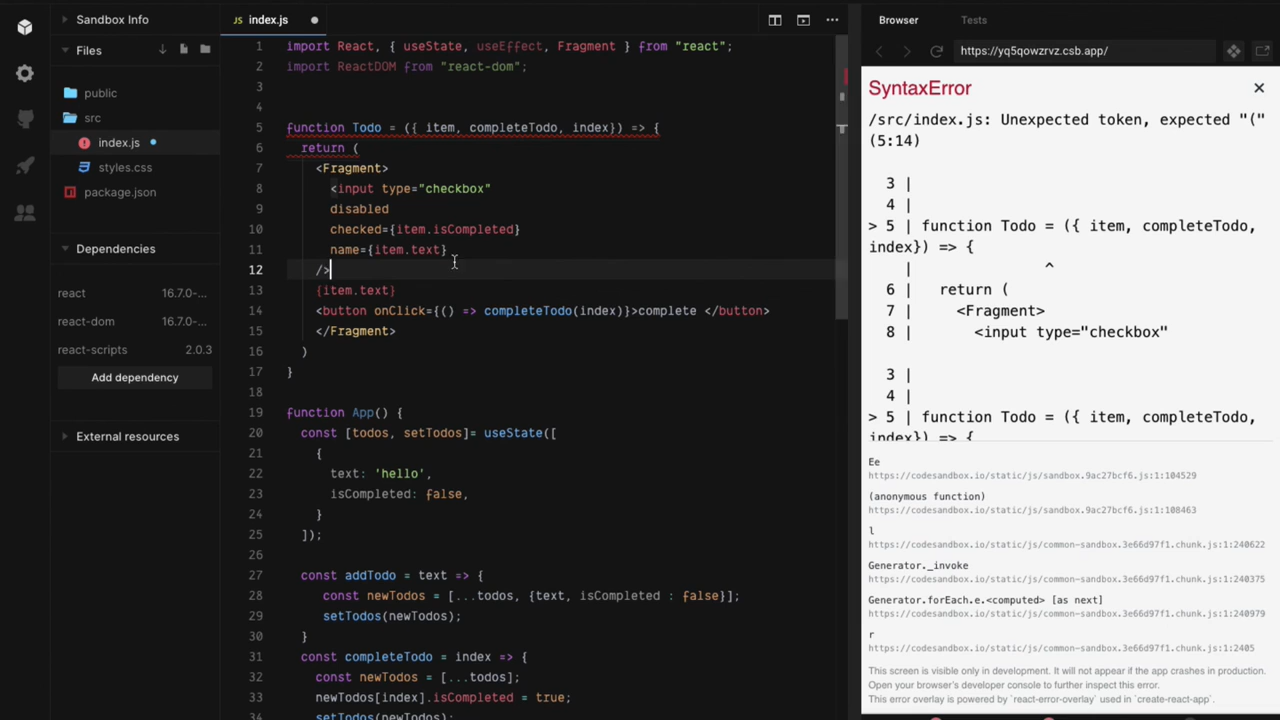 Sandbox Info
Files
public
src
index.js
styles.css
package.json
Dependencies
react 16.7.0-...
react-dom 16.7.0-...
react-scripts 2.0.3
Add dependency
External resources
JS index.js
1 import React, { useState, useEffect, Fragment } from "react";
2 import ReactDOM from "react-dom";
3
4
5 function Todo = ({ item, completeTodo, index}) => {
6 return (
7 <Fragment>
8 <input type="checkbox"
9 disabled
10 checked={item.isCompleted}
11 name={item.text}
12 />
13 {item.text}
14 <button onClick={() => completeTodo(index)}>complete </button>
15 </Fragment>
16 )
17 }
18
19 function App() {
20 const [todos, setTodos]= useState([
21 {
22 text: 'hello',
23 isCompleted: false,
24 }
25 ]);
26
27 const addTodo = text => {
28 const newTodos = [...todos, {text, isCompleted : false}];
29 setTodos(newTodos);
30 }
31 const completeTodo = index => {
32 const newTodos = [...todos];
33 newTodos[index].isCompleted = true;
34 setTodos(newTodos);
Browser Tests
https://yq5qowzrvz.csb.app/
SyntaxError
/src/index.js: Unexpected token, expected "("
(5:14)
3 |
4 |
> 5 | function Todo = ({ item, completeTodo,
index}) => {
| ^
6 | return (
7 | <Fragment>
8 | <input type="checkbox"
3 |
4 |
> 5 | function Todo = ({ item, completeTodo,
index}) => {
Ee
https://codesandbox.io/static/js/sandbox.9ac27bcf6.js:1:104529
(anonymous function)
https://codesandbox.io/static/js/sandbox.9ac27bcf6.js:1:108463
l
https://codesandbox.io/static/js/common-sandbox.3e66d97f1.chunk.js:1:240622
Generator._invoke
https://codesandbox.io/static/js/common-sandbox.3e66d97f1.chunk.js:1:240375
Generator.forEach.e.<computed> [as next]
https://codesandbox.io/static/js/common-sandbox.3e66d97f1.chunk.js:1:240979
r
https://codesandbox.io/static/js/common-sandbox.3e66d97f1.chunk.js:1:2405
This screen is visible only in development. It will not appear if the app crashes in production.
Open your browser's developer console to further inspect this error.
This error overlay is powered by `react-error-overlay` used in `create-react-app`.